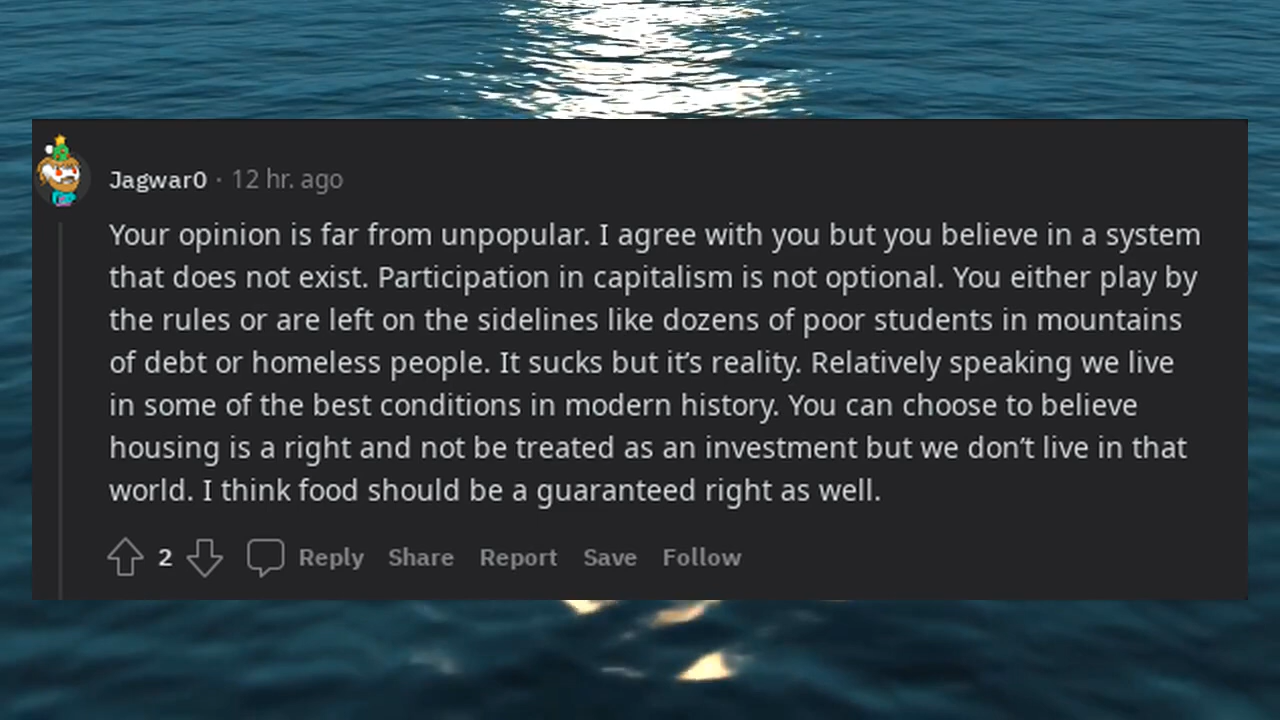 Jagwar0 · 12 hr. ago
Your opinion is far from unpopular. I agree with you but you believe in a system
that does not exist. Participation in capitalism is not optional. You either play by
the rules or are left on the sidelines like dozens of poor students in mountains
of debt or homeless people. It sucks but it’s reality. Relatively speaking we live
in some of the best conditions in modern history. You can choose to believe
housing is a right and not be treated as an investment but we don’t live in that
world. I think food should be a guaranteed right as well.
2 Reply Share Report Save Follow